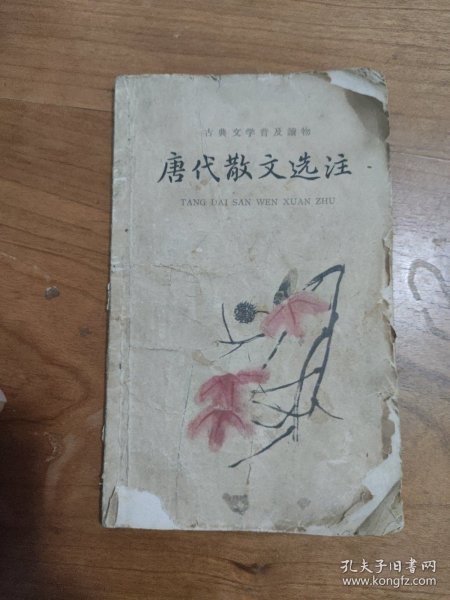 古典文学普及讀物
唐代散文选注
TANG DAI SAN WEN XUAN ZHU
孔夫子旧书网
www.kongfz.com